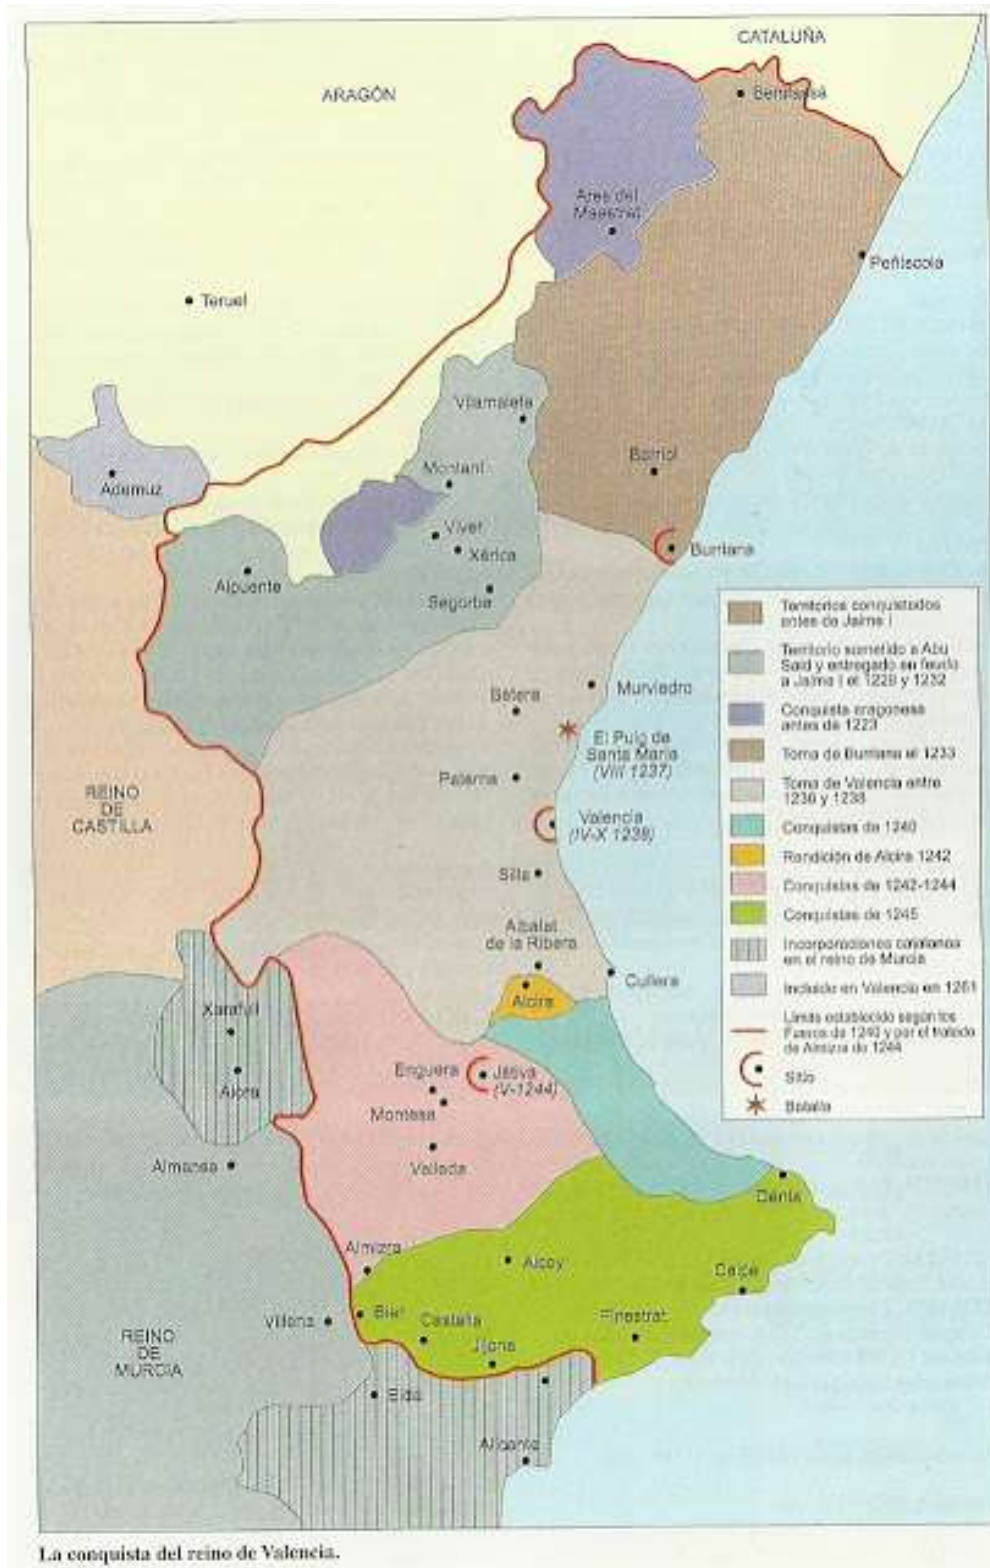 CATALUÑA
ARAGÓN
Benifassà
Ares del
Maestrat
Peñíscola
Teruel
Vilamaleta
Borriol
Montant
Ademuz
Viver
Xérica
Burriana
Alpuente
Segorbe
Territorios conquistados
antes de Jaime I
Territorio sometido a Abu
Said y entregado en feudo
a Jaime I el 1229 y 1232
Conquista aragonesa
antes de 1223
Toma de Burriana el 1233
Toma de Valencia entre
1236 y 1238
Conquistas de 1240
Rendición de Alcira 1242
Conquistas de 1242-1244
Conquistas de 1245
Incorporaciones catalanas
en el reino de Murcia
Incluido en Valencia en 1261
Límite establecido según los
Fueros de 1240 y por el tratado
de Almizra de 1244
Sitio
Batalla
Murviedro
Bétera
El Puig de
Santa María
(VIII 1237)
Paterna
REINO
DE
CASTILLA
Valencia
(IV-X 1238)
Silla
Albalat
de la Ribera
Cullera
Alcira
Xarafull
Enguera
Játiva
(V-1244)
Ajora
Montesa
Vallada
Almansa
Denia
Almizra
Alcoy
Calpe
Biar
Villena
Castalla
Finestrat
Jijona
REINO
DE
MURCIA
Elda
Alicante
La conquista del reino de Valencia.